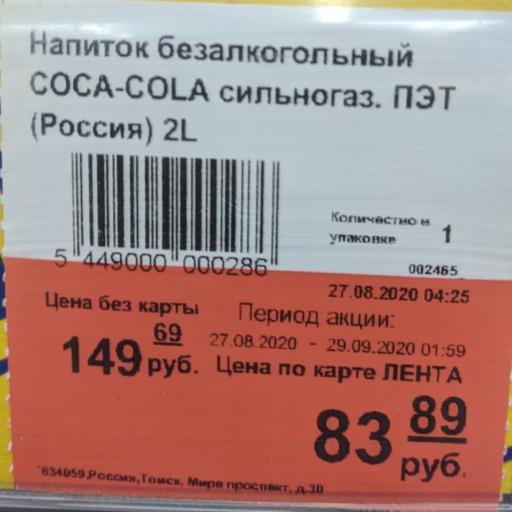 Напиток безалкогольный
COCA-COLA сильногаз. ПЭТ
(Россия) 2L
Количество в
упаковке 1
5 449000 000286
002465
27.08.2020 04:25
Цена без карты
Период акции:
149 69 руб.
27.08.2020 - 29.09.2020 01:59
Цена по карте ЛЕНТА
83 89 руб.
634059,Россия,Томск, Мира проспект, д.30